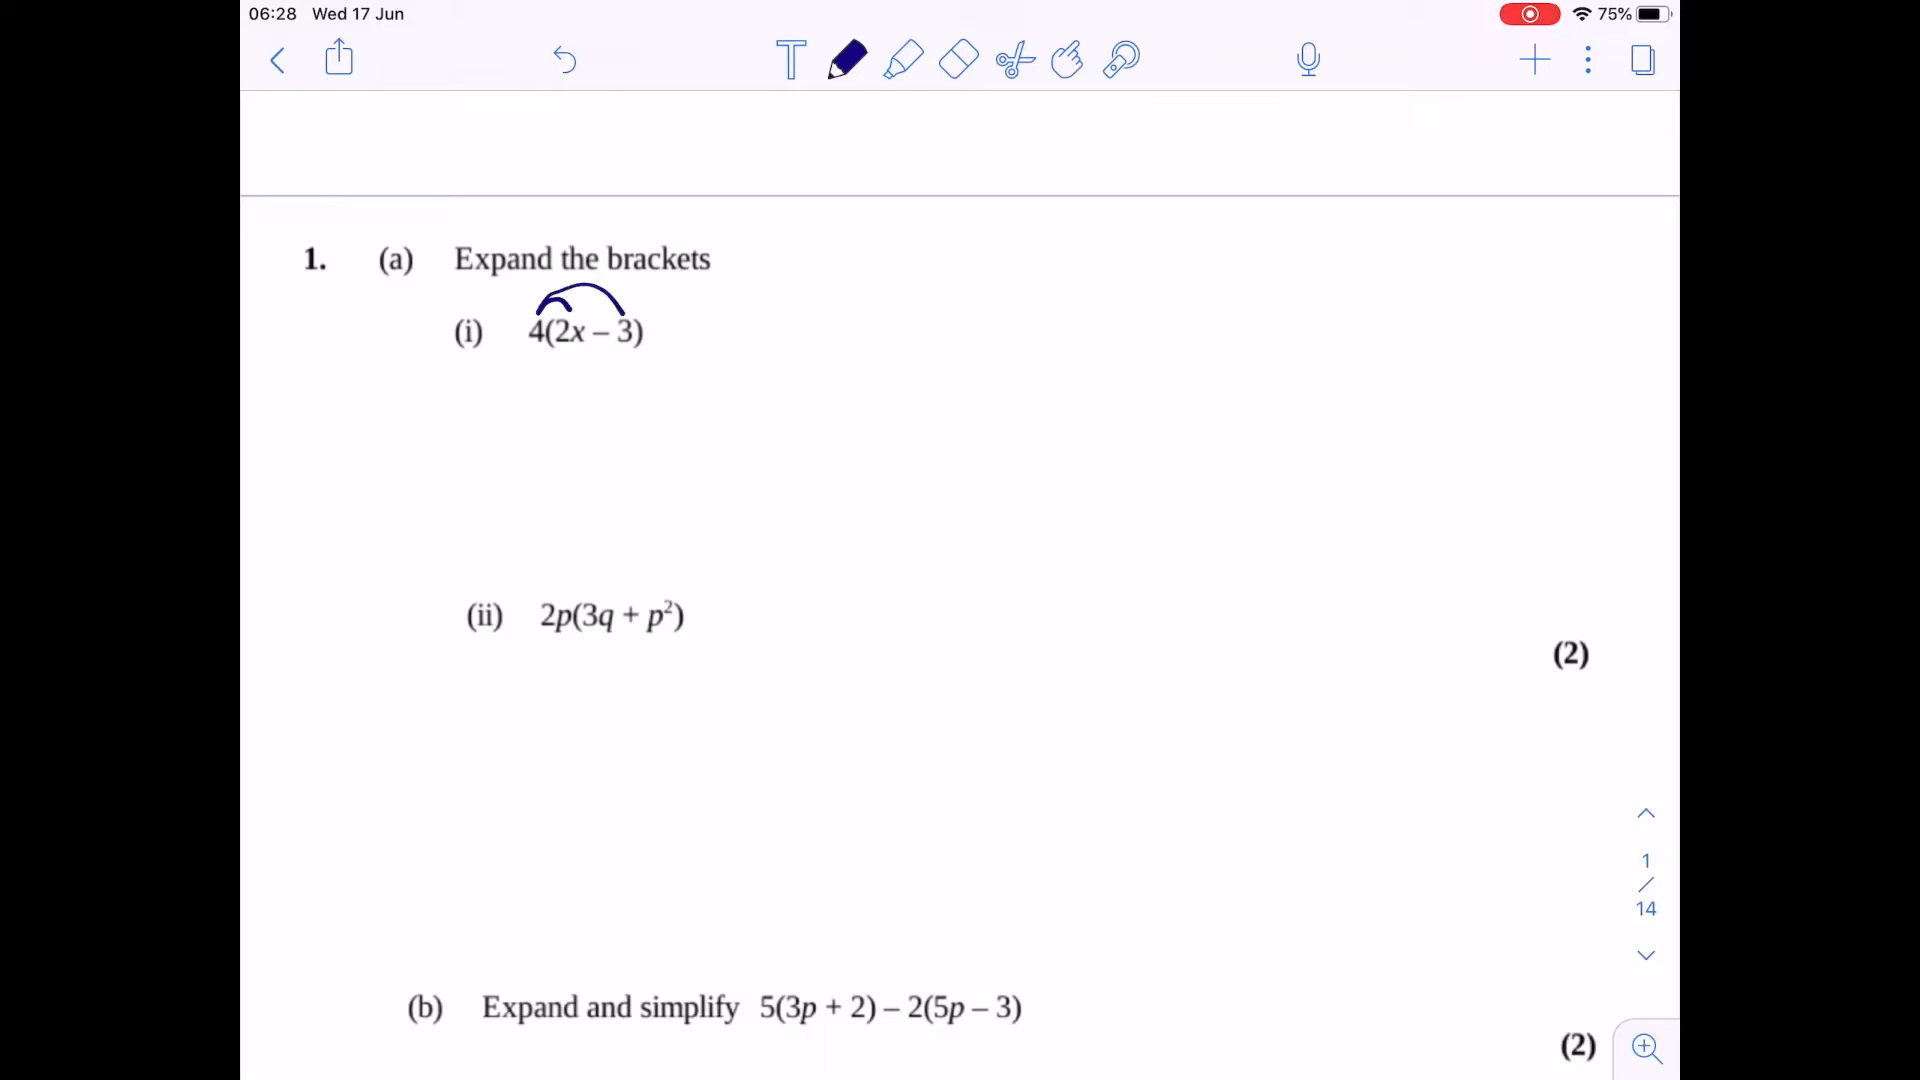 06:28 Wed 17 Jun 75%
1. (a) Expand the brackets
(i) 4(2x – 3)
(ii) 2p(3q + p²)
(2)
1
/
14
(b) Expand and simplify 5(3p + 2) – 2(5p – 3)
(2)